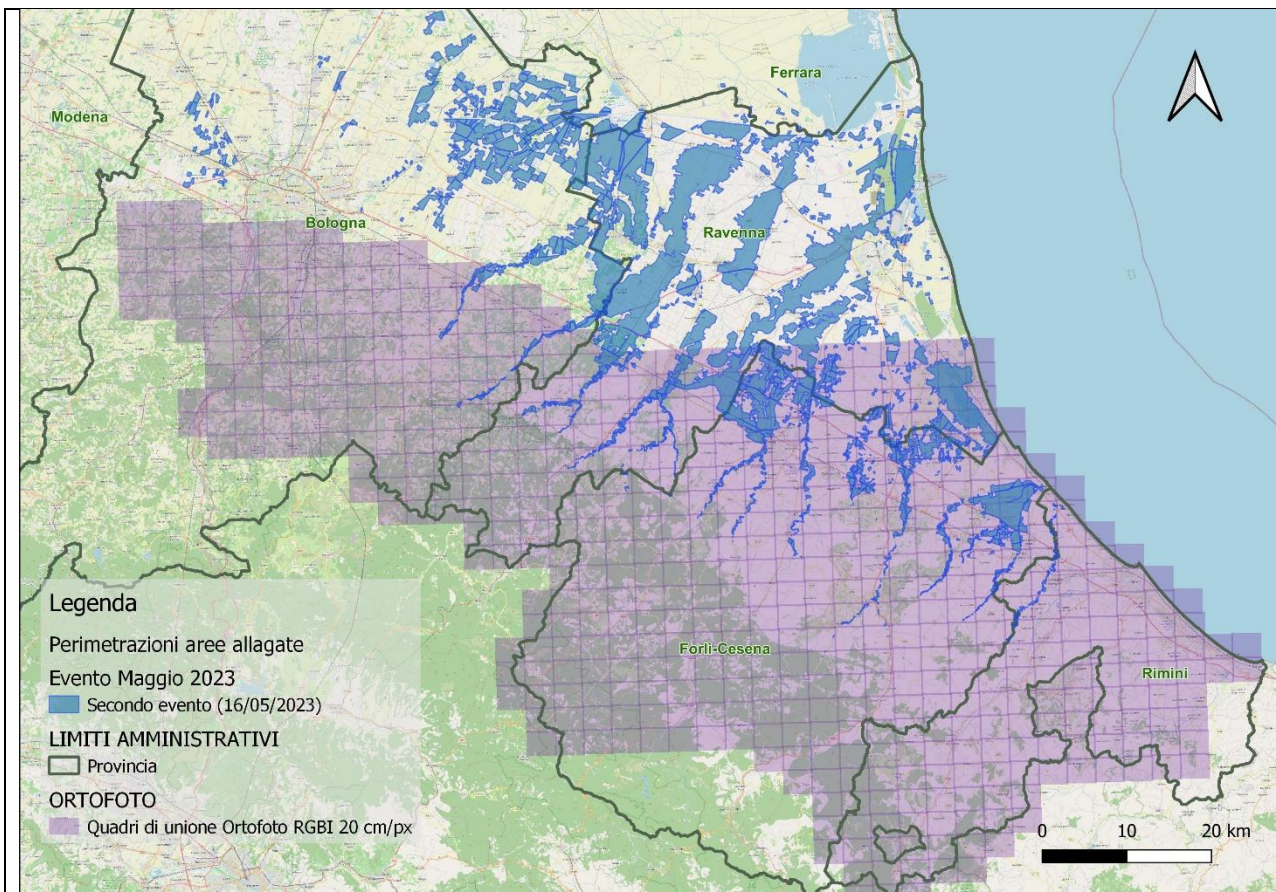 Ferrara
Modena
Bologna
Ravenna
Forlì-Cesena
Rimini
Legenda
Perimetrazioni aree allagate
Evento Maggio 2023
Secondo evento (16/05/2023)
LIMITI AMMINISTRATIVI
Provincia
ORTOFOTO
Quadri di unione Ortofoto RGBI 20 cm/px
0 10 20 km